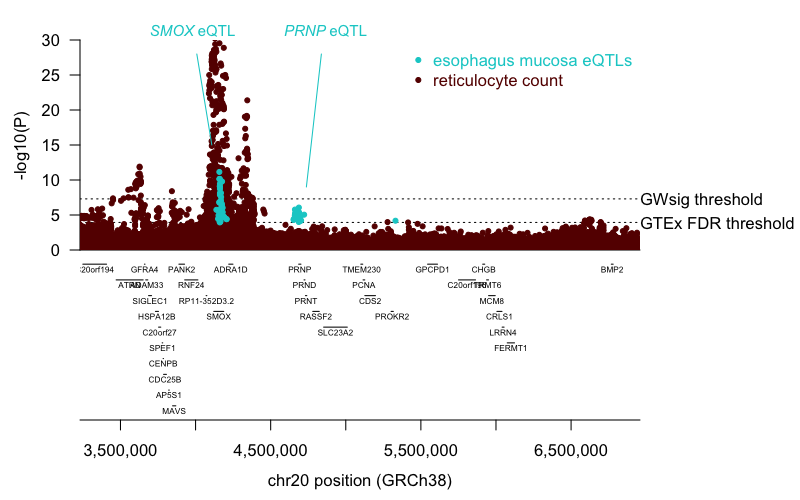 SMOX eQTL PRNP eQTL
30
25
20
15
10
5
0
-log10(P)
esophagus mucosa eQTLs
reticulocyte count
GWsig threshold
GTEx FDR threshold
20orf194 GFRA4 PANK2 ADRA1D PRNP TMEM230 GPCPD1 CHGB BMP2
ADAM33 RNF24 PRND PCNA TRMT6
SIGLEC1 RP11-352D3.2 PRNT CDS2 MCM8
HSPA12B SMOX RASSF2 PROKR2 CRLS1
C20orf27 SLC23A2 LRRN4
SPEF1 FERMT1
CENPB
CDC25B
AP5S1
MAVS
3,500,000 4,500,000 5,500,000 6,500,000
chr20 position (GRCh38)